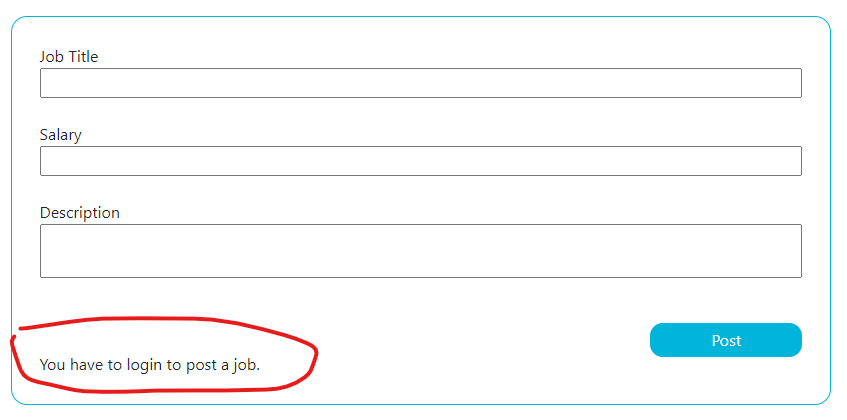 Job Title
Salary
Description
Post
You have to login to post a job.